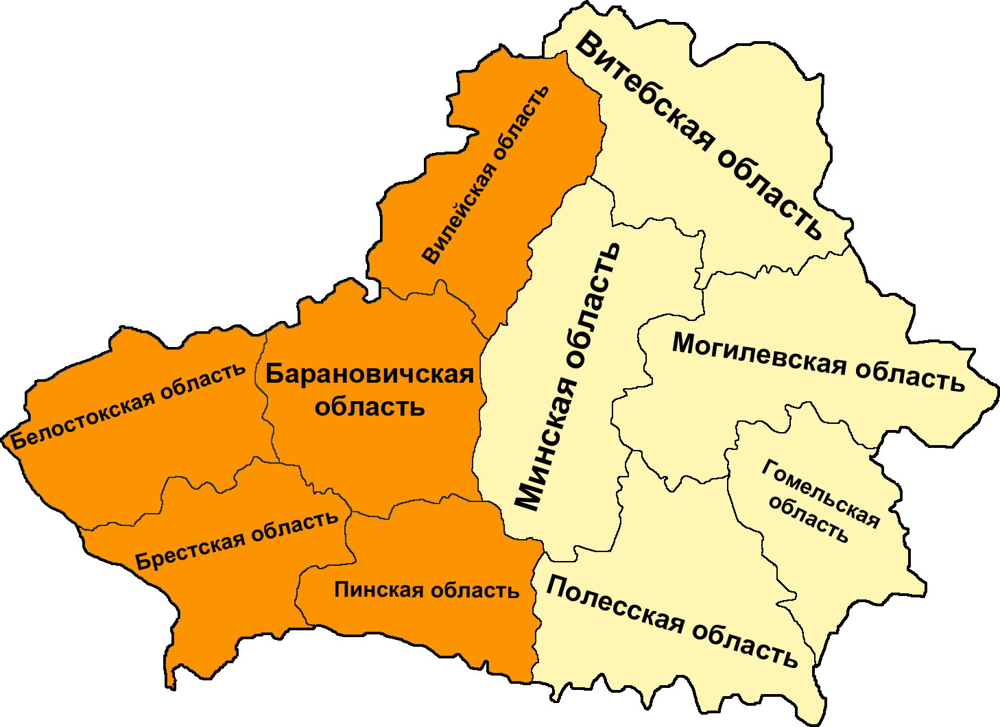 Витебская область
Вилейская область
Минская область
Могилевская область
Барановичская
область
Белостокская область
Гомельская
область
Брестская область
Пинская область
Полесская область